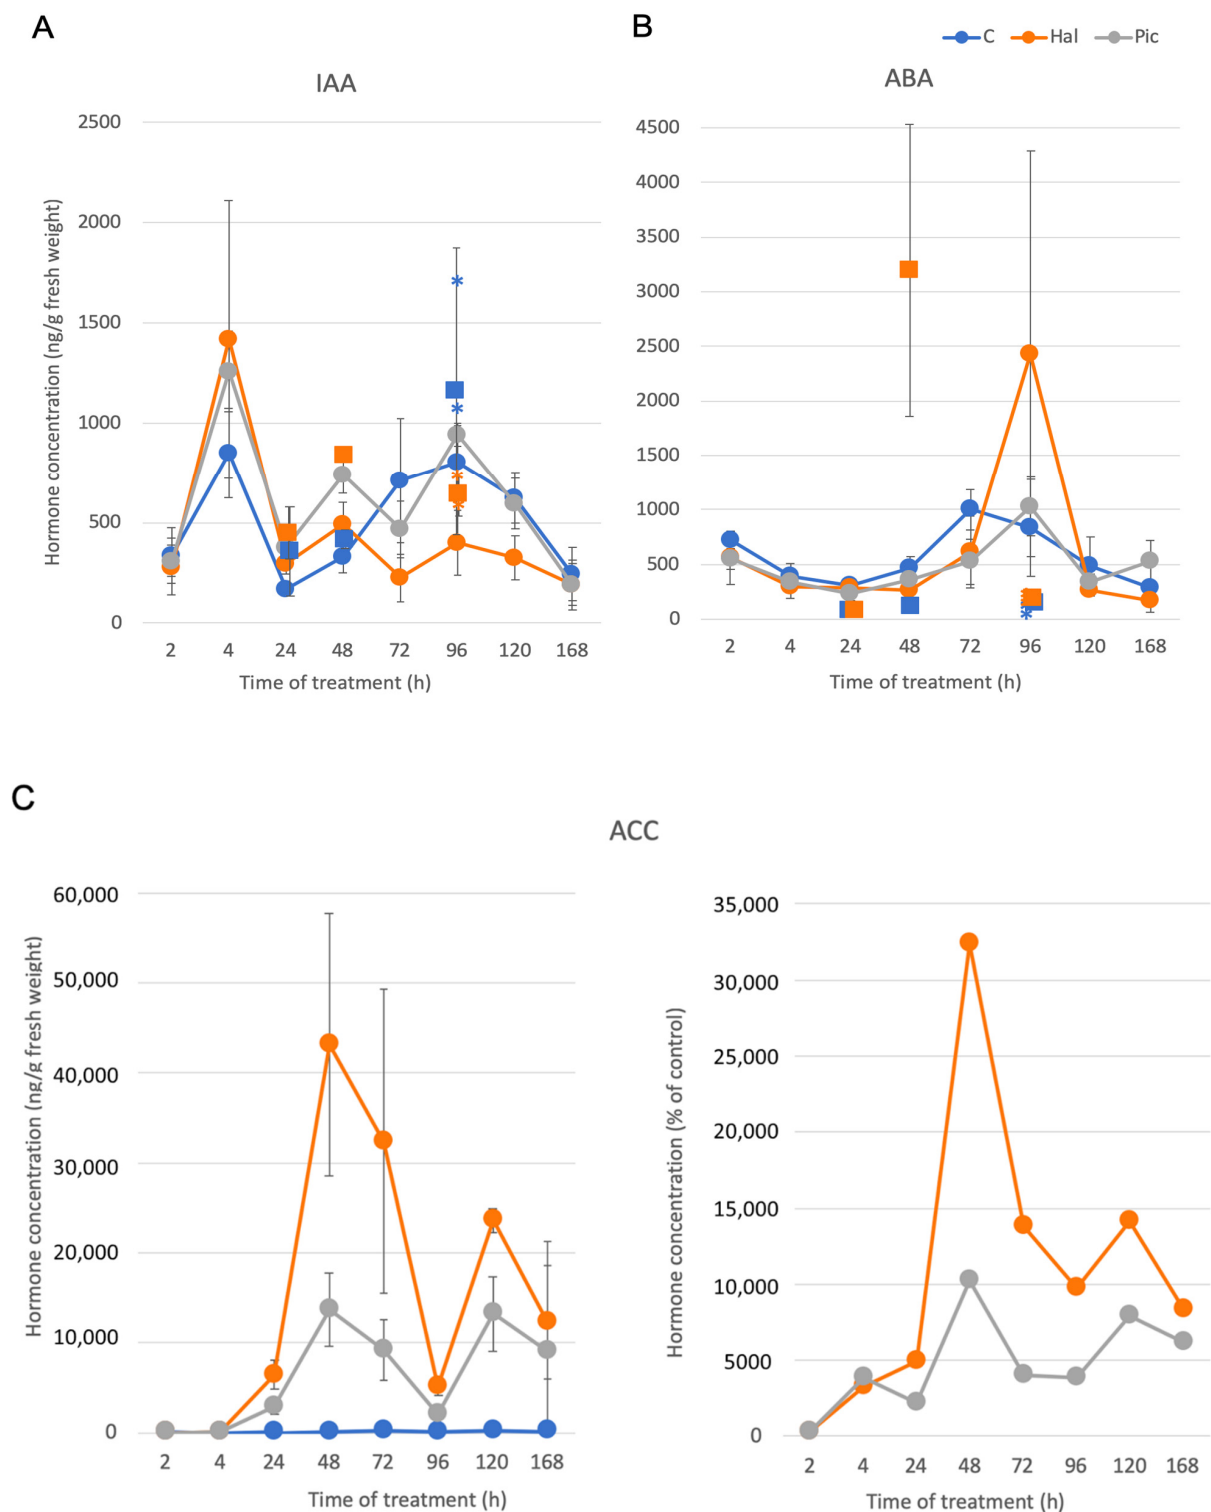 A
B
C Hal Pic
IAA
ABA
Hormone concentration (ng/g fresh weight)
2500
2000
1500
1000
500
0
2 4 24 48 72 96 120 168
Time of treatment (h)
4500
4000
3500
3000
2500
2000
1500
1000
500
0
2 4 24 48 72 96 120 168
Time of treatment (h)
C
ACC
Hormone concentration (ng/g fresh weight)
60,000
50,000
40,000
30,000
20,000
10,000
0
2 4 24 48 72 96 120 168
Time of treatment (h)
Hormone concentration (% of control)
35,000
30,000
25,000
20,000
15,000
10,000
5000
0
2 4 24 48 72 96 120 168
Time of treatment (h)